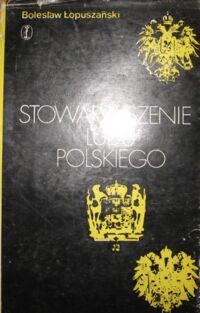 Bolesław Łopuszański
STOWARZYSZENIE
LUDU
POLSKIEGO